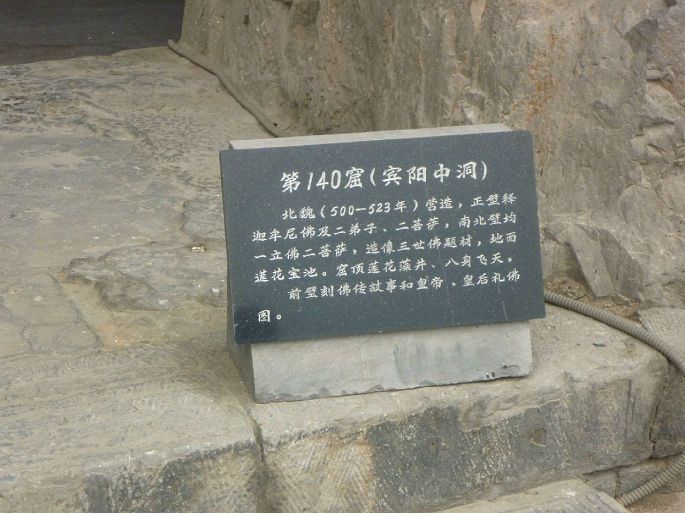 第140窟(宾阳中洞)
北魏(500—523年)营造，正壁释
迦牟尼佛及二弟子、二菩萨，南北壁均
一立佛二菩萨，造像三世佛题材，地面
莲花宝池。窟顶莲花藻井、八身飞天。
前壁刻佛传故事和皇帝、皇后礼佛
图。